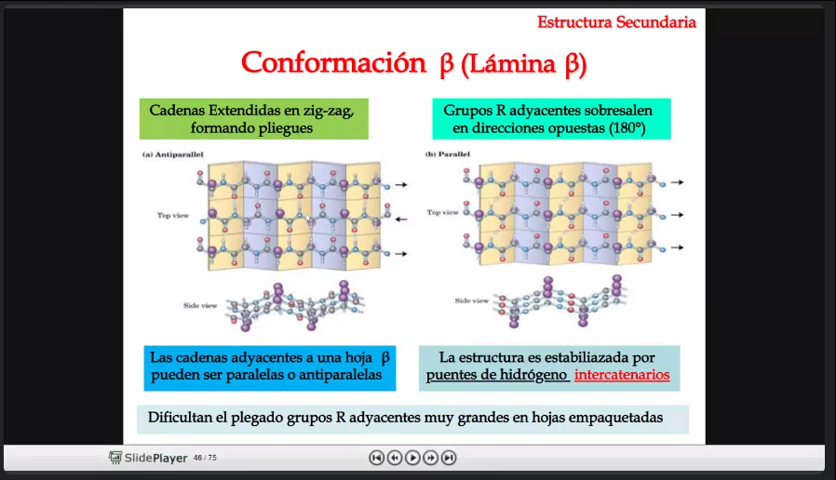 Estructura Secundaria
Conformación β (Lámina β)
Cadenas Extendidas en zig-zag,
formando pliegues
Grupos R adyacentes sobresalen
en direcciones opuestas (180°)
(a) Antiparallel
Top view
Side view
(b) Parallel
Top view
Side view
Las cadenas adyacentes a una hoja β
pueden ser paralelas o antiparalelas
La estructura es estabiliazada por
puentes de hidrógeno intercatenarios
Dificultan el plegado grupos R adyacentes muy grandes en hojas empaquetadas
SlidePlayer 46 / 75